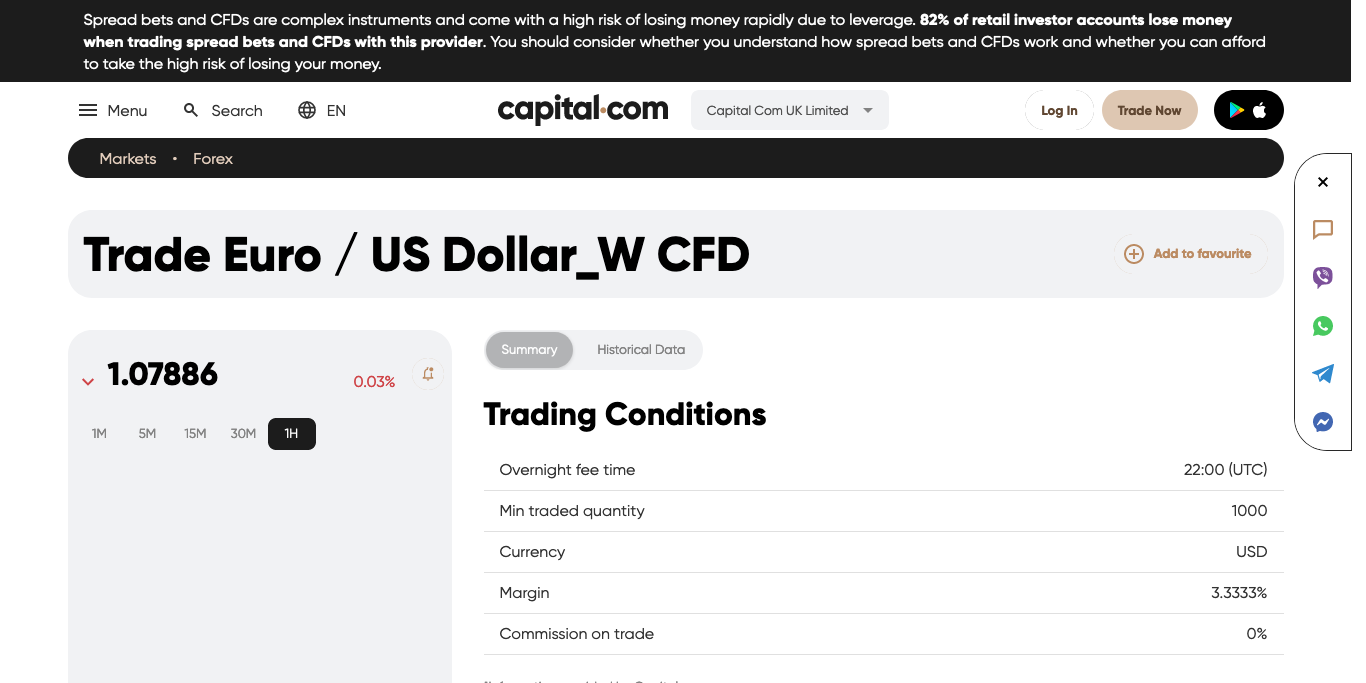 Spread bets and CFDs are complex instruments and come with a high risk of losing money rapidly due to leverage. 82% of retail investor accounts lose money
when trading spread bets and CFDs with this provider. You should consider whether you understand how spread bets and CFDs work and whether you can afford
to take the high risk of losing your money.
Menu Search EN capital.com Capital Com UK Limited Log In Trade Now
Markets • Forex
Trade Euro / US Dollar_W CFD Add to favourite
1.07886 0.03%
1M 5M 15M 30M 1H
Summary Historical Data
Trading Conditions
Overnight fee time 22:00 (UTC)
Min traded quantity 1000
Currency USD
Margin 3.3333%
Commission on trade 0%